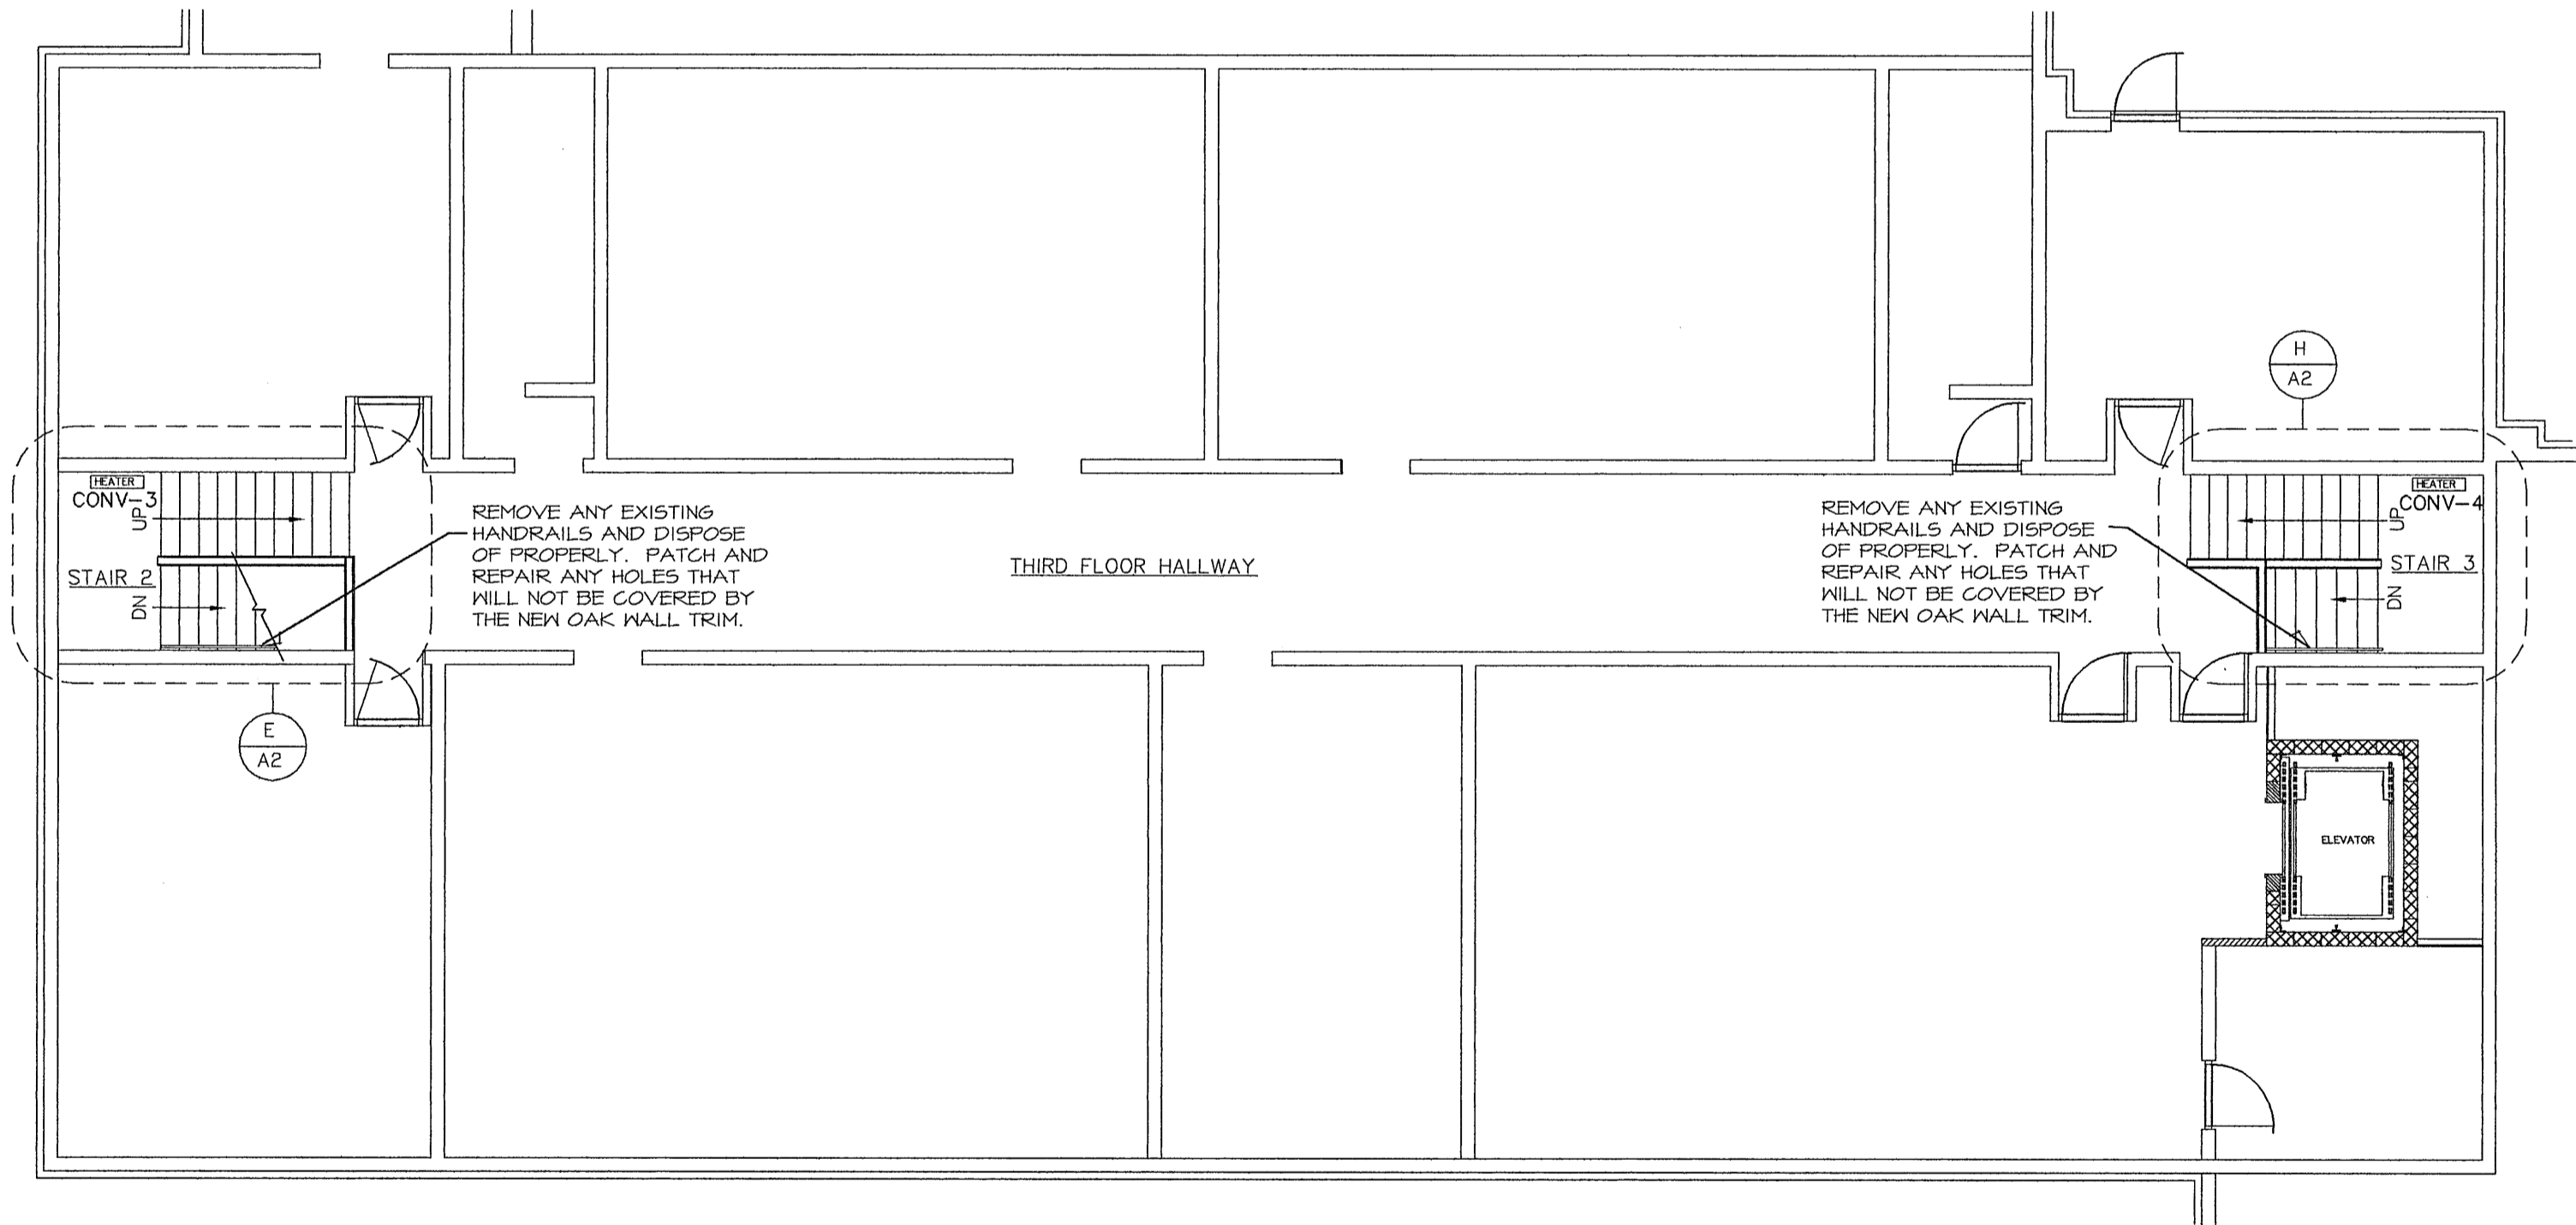 H
A2
HEATER
CONV-3
UP
STAIR 2
DN
REMOVE ANY EXISTING
HANDRAILS AND DISPOSE
OF PROPERLY. PATCH AND
REPAIR ANY HOLES THAT
WILL NOT BE COVERED BY
THE NEW OAK WALL TRIM.
THIRD FLOOR HALLWAY
REMOVE ANY EXISTING
HANDRAILS AND DISPOSE
OF PROPERLY. PATCH AND
REPAIR ANY HOLES THAT
WILL NOT BE COVERED BY
THE NEW OAK WALL TRIM.
HEATER
CONV-4
UP
STAIR 3
DN
E
A2
ELEVATOR